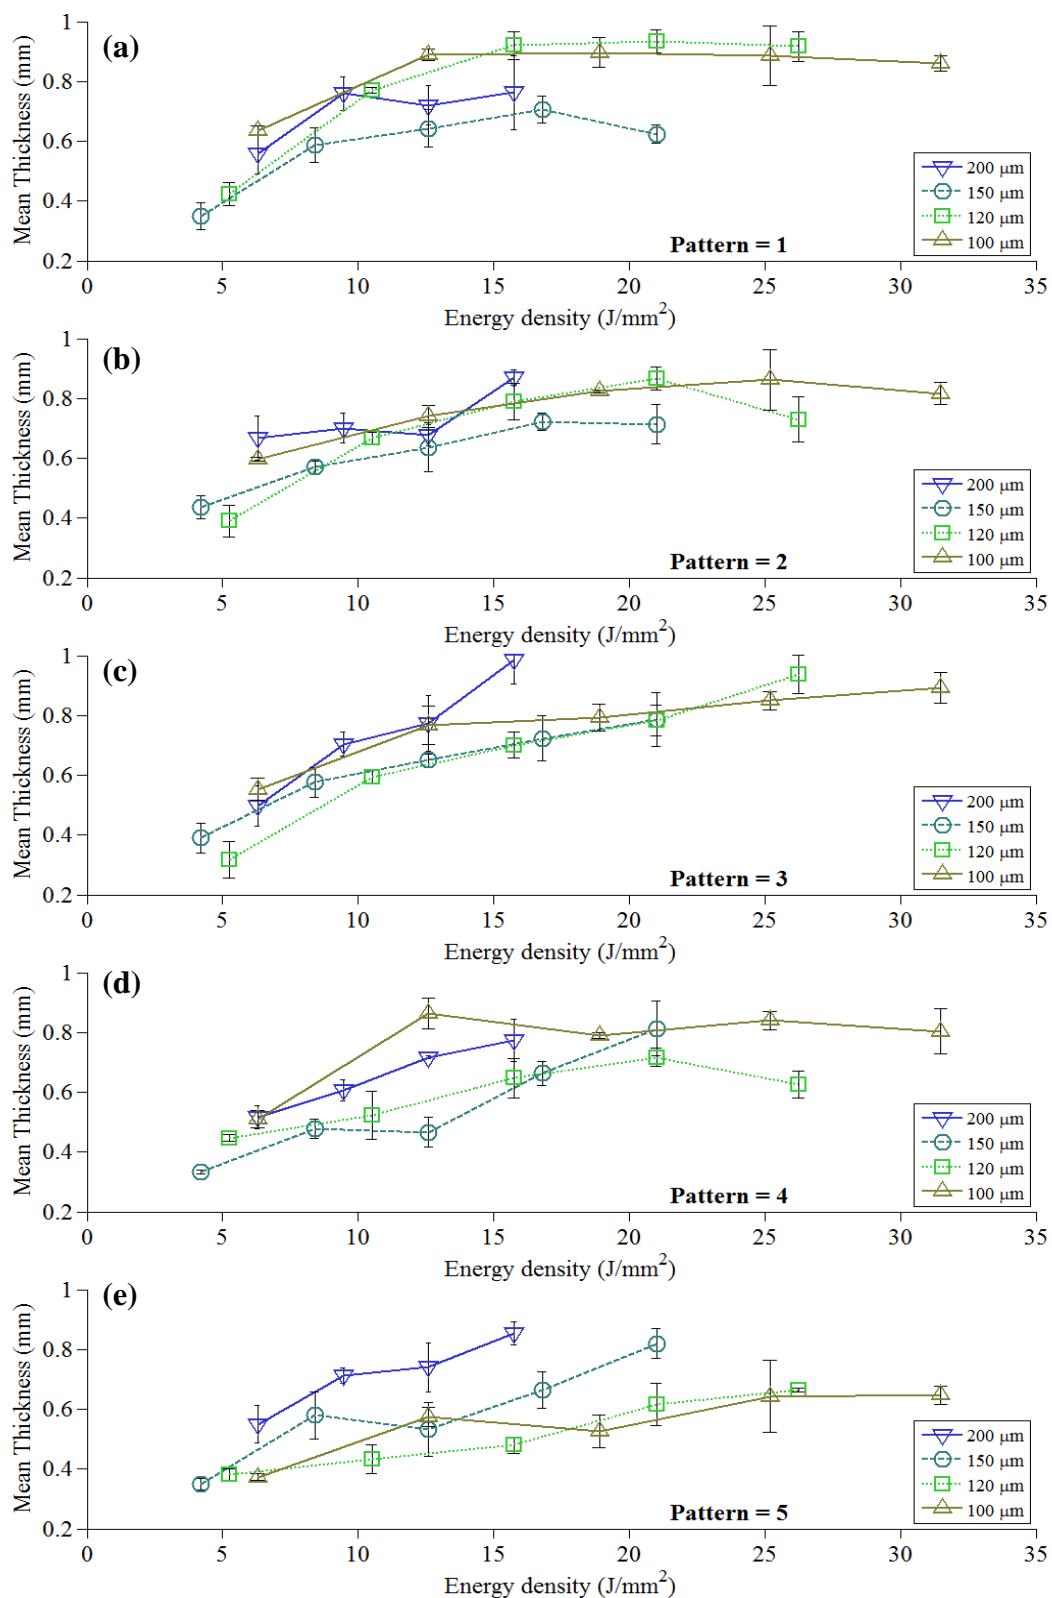 (a)
Mean Thickness (mm)
1
0.8
0.6
0.4
0.2
200 μm
150 μm
120 μm
100 μm
Pattern = 1
0 5 10 15 20 25 30 35
Energy density (J/mm²)
(b)
Mean Thickness (mm)
1
0.8
0.6
0.4
0.2
200 μm
150 μm
120 μm
100 μm
Pattern = 2
0 5 10 15 20 25 30 35
Energy density (J/mm²)
(c)
Mean Thickness (mm)
1
0.8
0.6
0.4
0.2
200 μm
150 μm
120 μm
100 μm
Pattern = 3
0 5 10 15 20 25 30 35
Energy density (J/mm²)
(d)
Mean Thickness (mm)
1
0.8
0.6
0.4
0.2
200 μm
150 μm
120 μm
100 μm
Pattern = 4
0 5 10 15 20 25 30 35
Energy density (J/mm²)
(e)
Mean Thickness (mm)
1
0.8
0.6
0.4
0.2
200 μm
150 μm
120 μm
100 μm
Pattern = 5
0 5 10 15 20 25 30 35
Energy density (J/mm²)